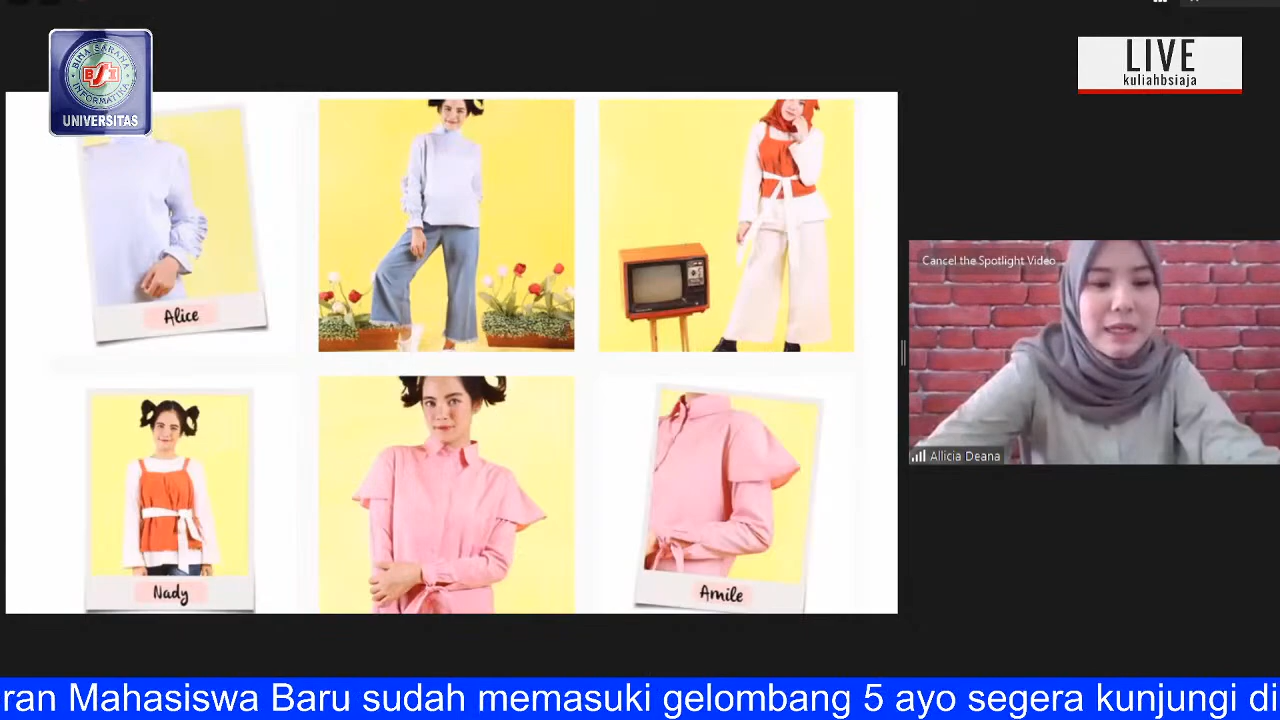 BINA SARANA
BSI
INFORMATIKA
UNIVERSITAS
LIVE
kuliahbsiaja
Alice
Cancel the Spotlight Video
Allicia Deana
Nady
Amile
ran Mahasiswa Baru sudah memasuki gelombang 5 ayo segera kunjungi di